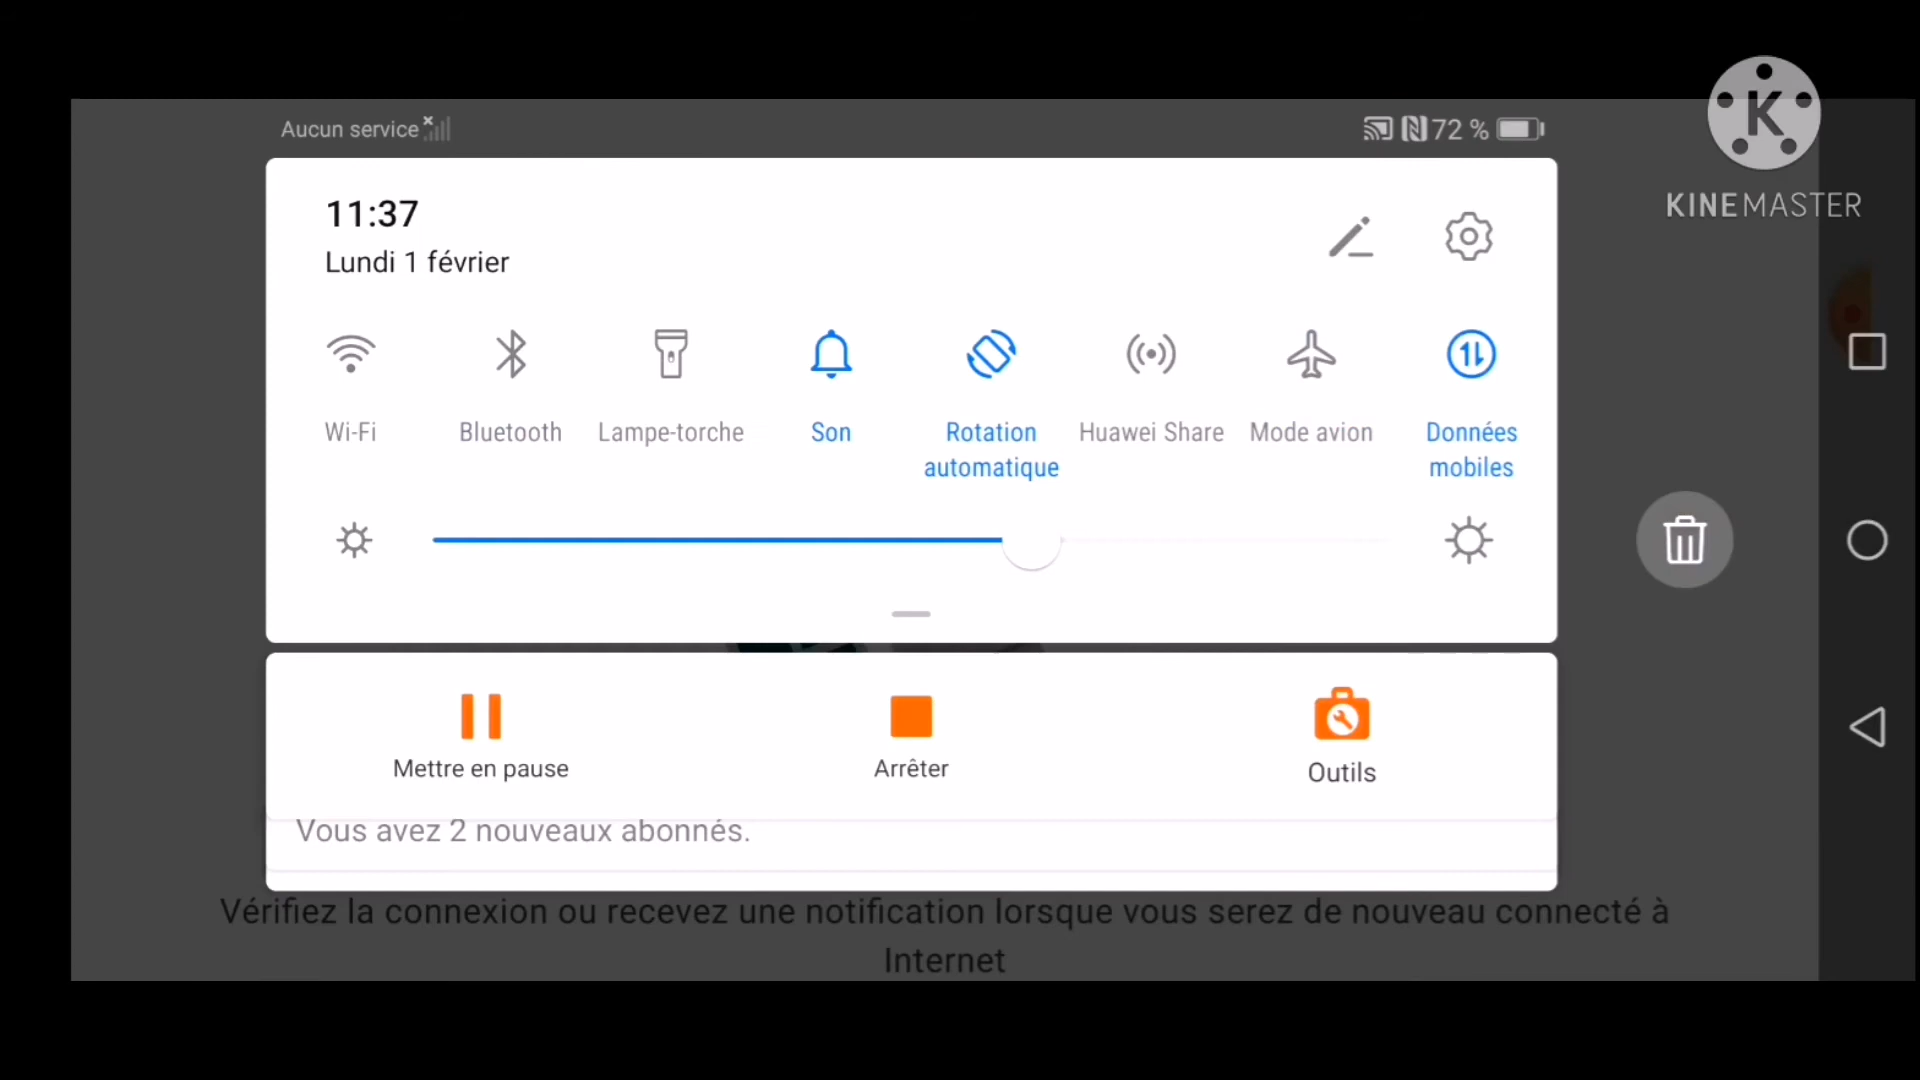 Aucun service
72 %
KINEMASTER
11:37
Lundi 1 février
Wi-Fi
Bluetooth
Lampe-torche
Son
Rotation
automatique
Huawei Share
Mode avion
Données
mobiles
Mettre en pause
Arrêter
Outils
Vous avez 2 nouveaux abonnés.
Vérifiez la connexion ou recevez une notification lorsque vous serez de nouveau connecté à
Internet